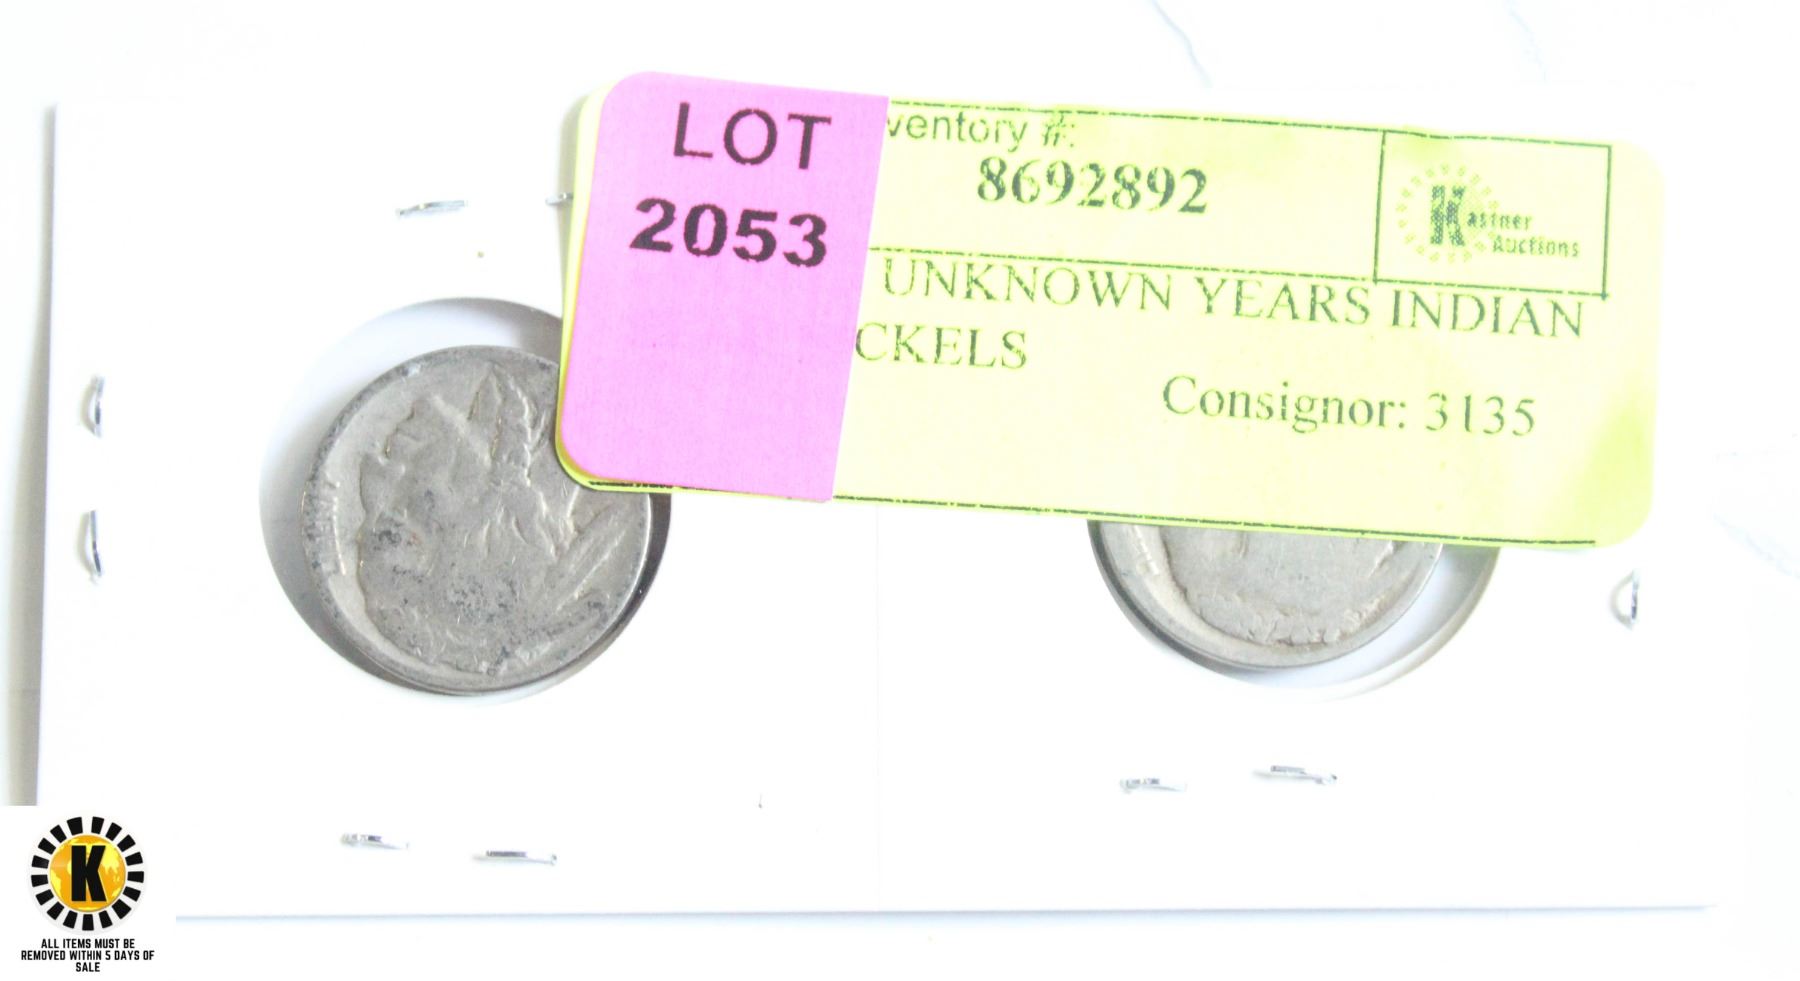 LOT
2053
ventory #:
8692892
Kastner
Auctions
UNKNOWN YEARS INDIAN
CKELS
Consignor: 3135
K
ALL ITEMS MUST BE
REMOVED WITHIN 5 DAYS OF
SALE